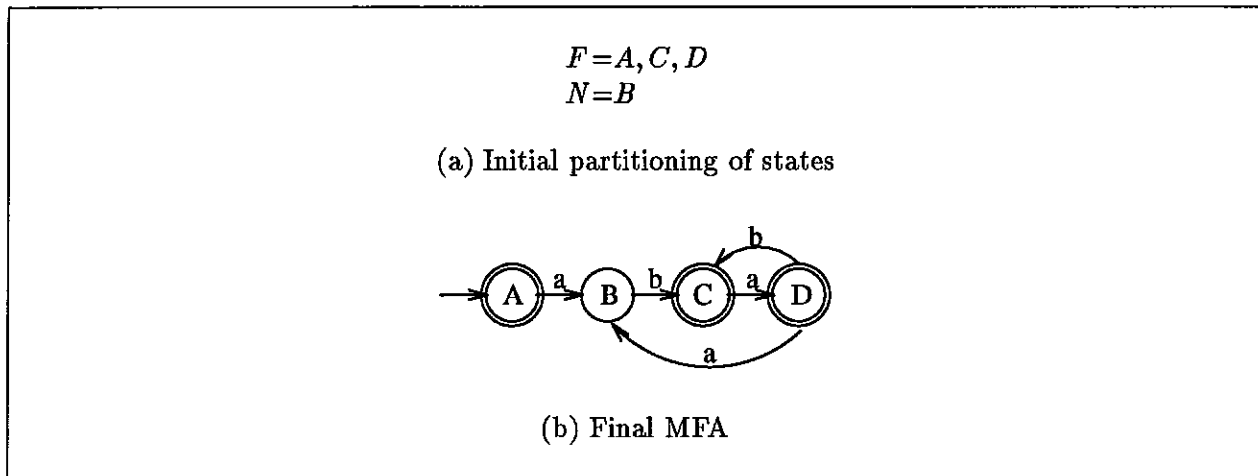 F=A, C, D
N=B
(a) Initial partitioning of states
b
a b a
A B C D
a
(b) Final MFA